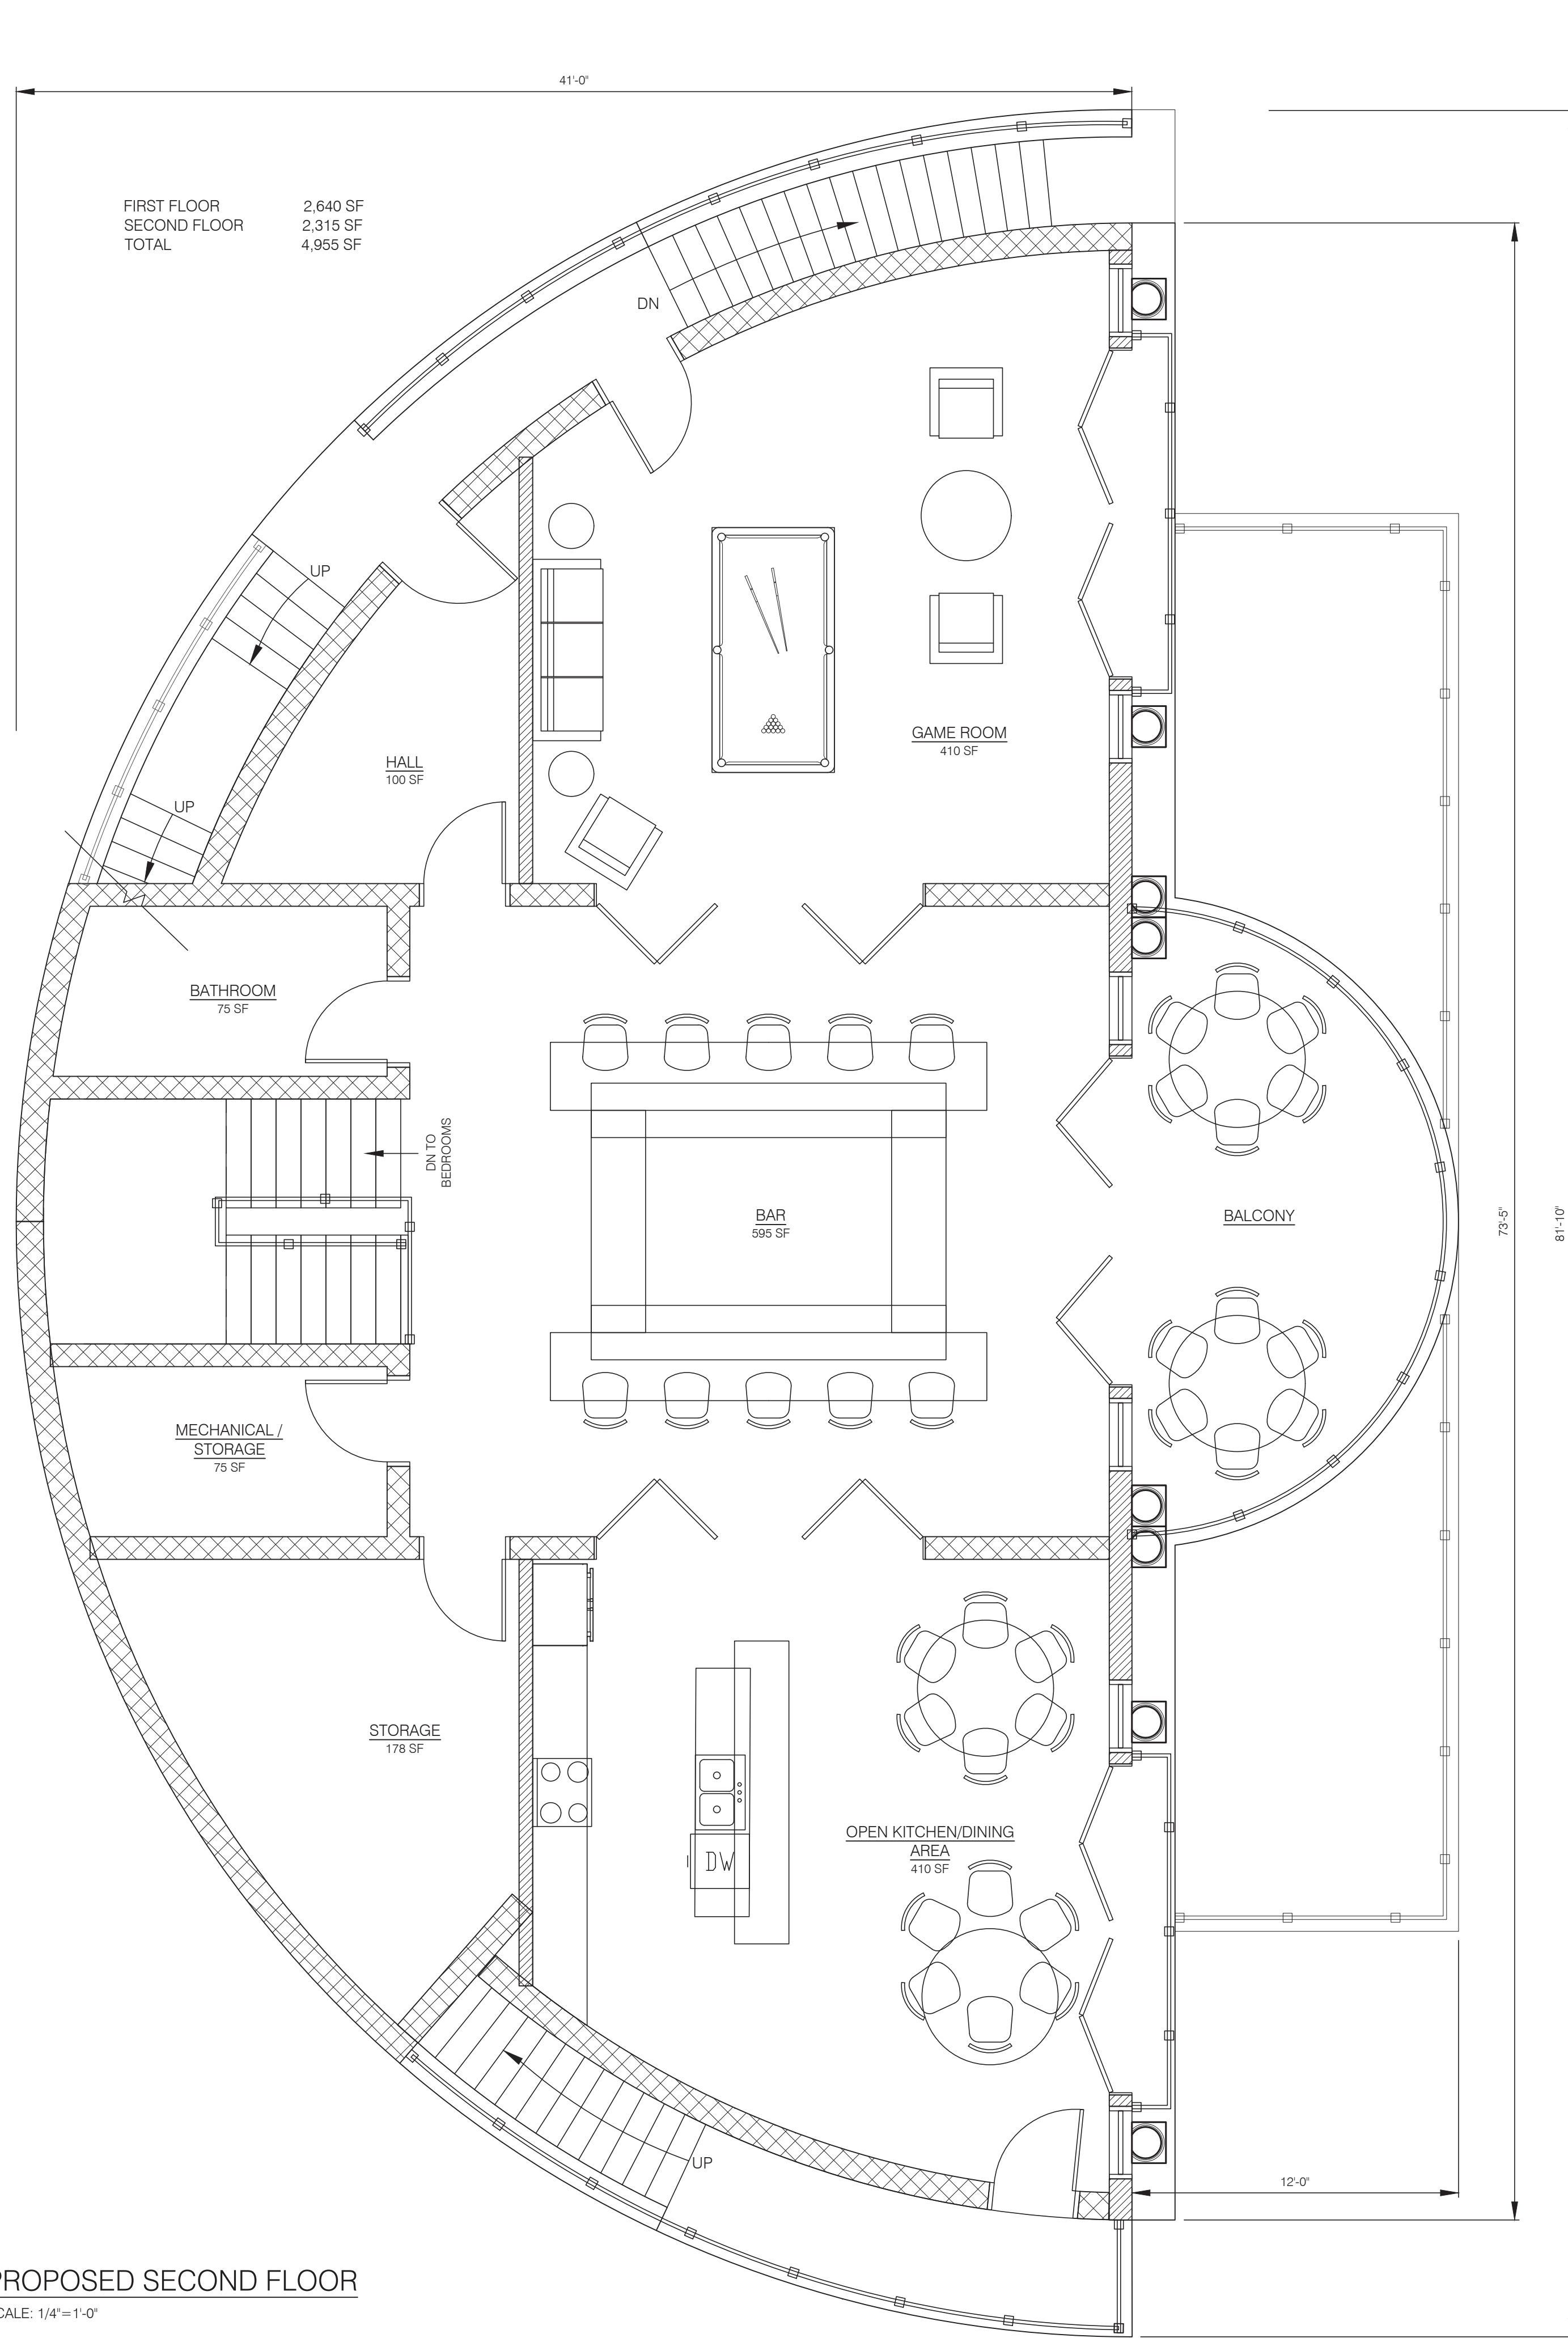 41'-0"
FIRST FLOOR 2,640 SF
SECOND FLOOR 2,315 SF
TOTAL 4,955 SF
DN
UP
GAME ROOM
410 SF
HALL
100 SF
UP
BATHROOM
75 SF
DN TO
BEDROOMS
BAR
595 SF
BALCONY
73'-5"
81'-10"
MECHANICAL /
STORAGE
75 SF
STORAGE
178 SF
OPEN KITCHEN/DINING
AREA
410 SF
DW
UP
12'-0"
PROPOSED SECOND FLOOR
SCALE: 1/4"=1'-0"